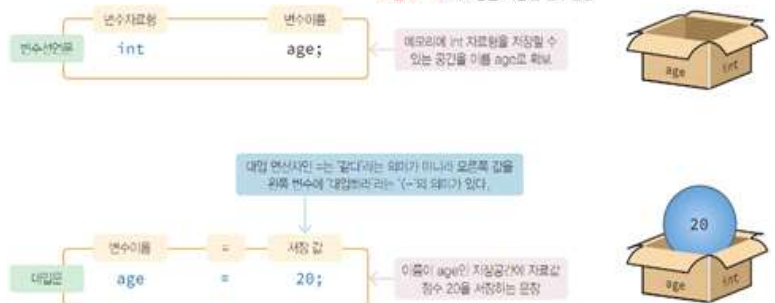 변수자료형 변수이름
변수선언문 int age;
메모리에 int 자료형을 저장할 수
있는 공간을 이름 age로 확보
age int
대입 연산자인 =는 '같다'라는 의미가 아니라 오른쪽 값을
왼쪽 변수에 '대입하라'라는 '←'의 의미가 있다.
변수이름 = 저장 값
대입문 age = 20;
이름이 age인 저장공간에 자료값
정수 20을 저장하는 문장
20
age int